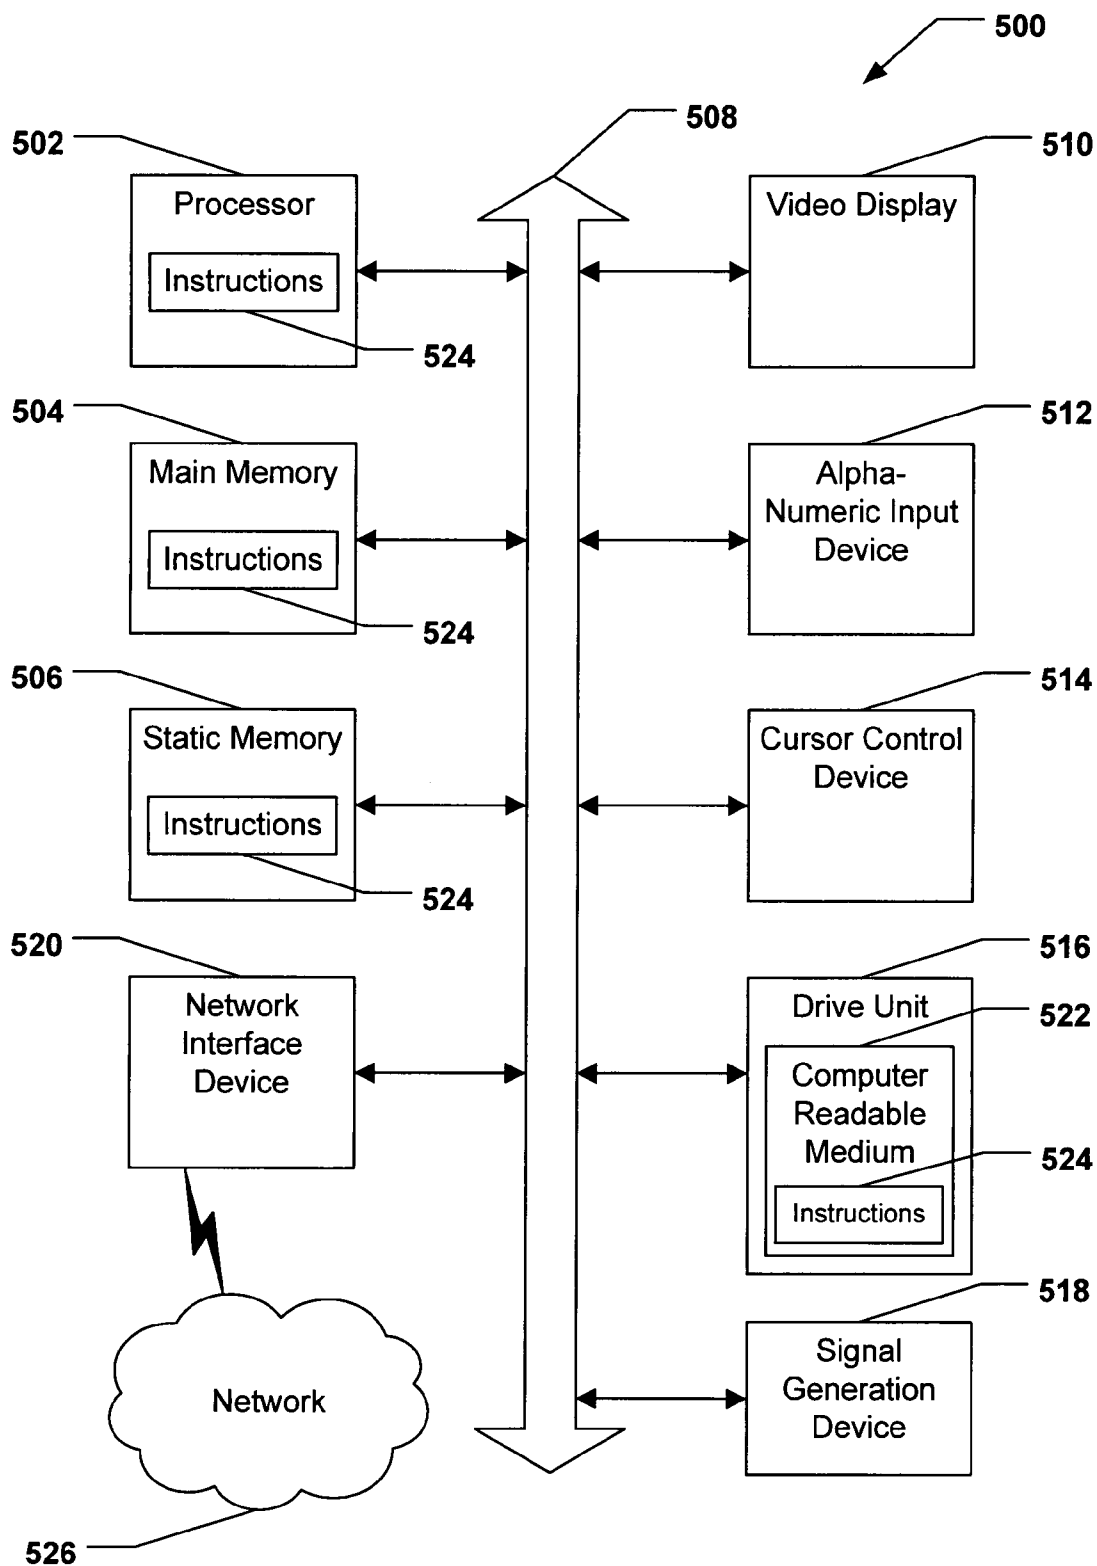 500
508
502
510
Processor
Instructions
524
Video Display
504
512
Main Memory
Instructions
524
Alpha-
Numeric Input
Device
506
514
Static Memory
Instructions
524
Cursor Control
Device
520
516
Network
Interface
Device
Drive Unit
522
Computer
Readable
Medium
524
Instructions
518
Signal
Generation
Device
Network
526